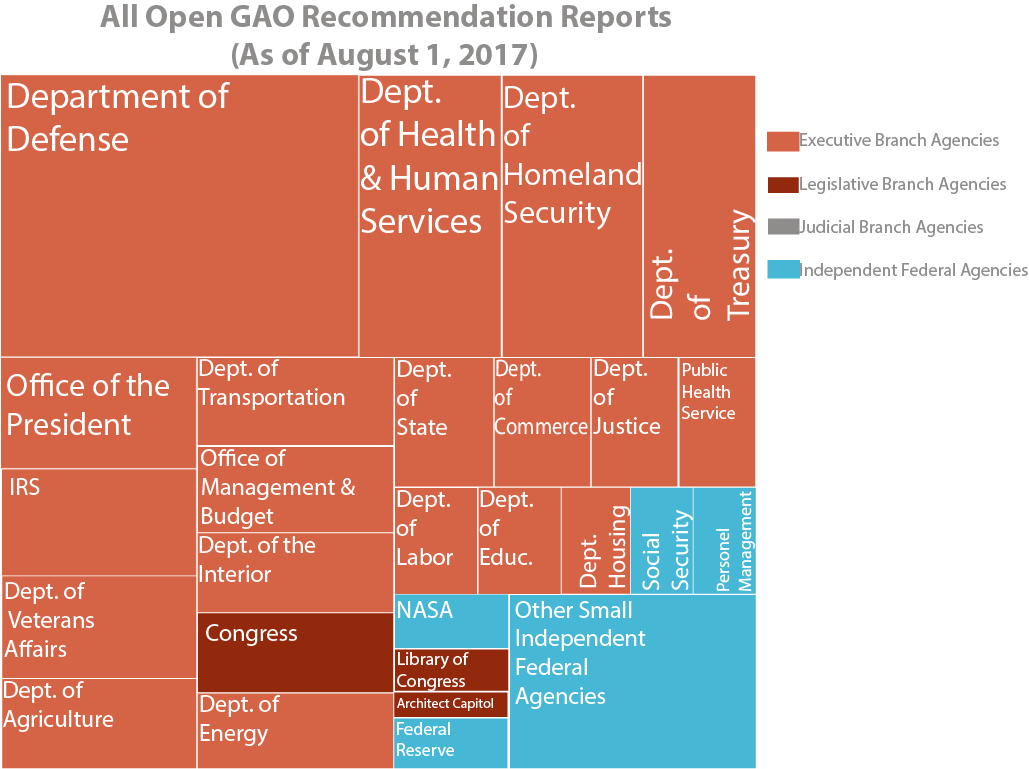 All Open GAO Recommendation Reports
(As of August 1, 2017)
Department of
Defense
Dept.
of Health
& Human
Services
Dept.
of
Homeland
Security
Dept.
of
Treasury
Executive Branch Agencies
Legislative Branch Agencies
Judicial Branch Agencies
Independent Federal Agencies
Office of the
President
IRS
Dept. of
Veterans
Affairs
Dept. of
Agriculture
Dept. of
Transportation
Office of
Management &
Budget
Dept. of the
Interior
Congress
Dept. of
Energy
Dept.
of
State
Dept.
of
Commerce
Dept.
of
Justice
Public
Health
Service
Dept.
of
Labor
Dept.
of
Educ.
Dept.
Housing
Social
Security
Personel
Management
NASA
Library of
Congress
Architect Capitol
Federal
Reserve
Other Small
Independent
Federal
Agencies